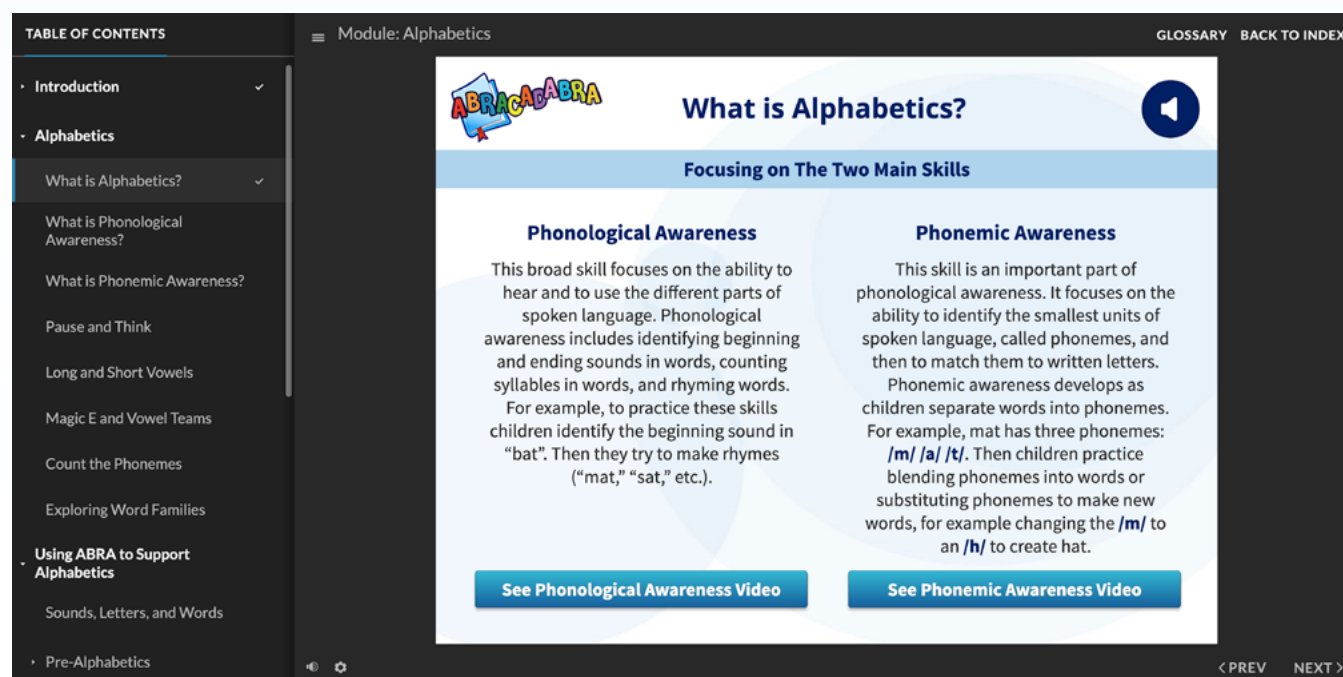 TABLE OF CONTENTS
Introduction
Alphabetics
What is Alphabetics?
What is Phonological
Awareness?
What is Phonemic Awareness?
Pause and Think
Long and Short Vowels
Magic E and Vowel Teams
Count the Phonemes
Exploring Word Families
Using ABRA to Support
Alphabetics
Sounds, Letters, and Words
Pre-Alphabetics
Module: Alphabetics
GLOSSARY BACK TO INDEX
ABRACADABRA
What is Alphabetics?
Focusing on The Two Main Skills
Phonological Awareness
This broad skill focuses on the ability to
hear and to use the different parts of
spoken language. Phonological
awareness includes identifying beginning
and ending sounds in words, counting
syllables in words, and rhyming words.
For example, to practice these skills
children identify the beginning sound in
“bat”. Then they try to make rhymes
(“mat,” “sat,” etc.).
See Phonological Awareness Video
Phonemic Awareness
This skill is an important part of
phonological awareness. It focuses on the
ability to identify the smallest units of
spoken language, called phonemes, and
then to match them to written letters.
Phonemic awareness develops as
children separate words into phonemes.
For example, mat has three phonemes:
/m/ /a/ /t/. Then children practice
blending phonemes into words or
substituting phonemes to make new
words, for example changing the /m/ to
an /h/ to create hat.
See Phonemic Awareness Video
< PREV NEXT >